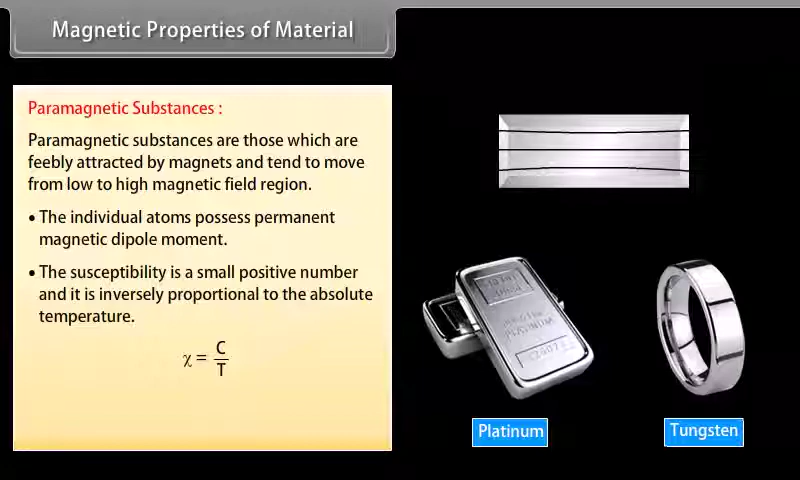 Magnetic Properties of Material
Paramagnetic Substances :
Paramagnetic substances are those which are
feebly attracted by magnets and tend to move
from low to high magnetic field region.
• The individual atoms possess permanent
magnetic dipole moment.
• The susceptibility is a small positive number
and it is inversely proportional to the absolute
temperature.
χ = C/T
PLATINUM
Platinum
Tungsten